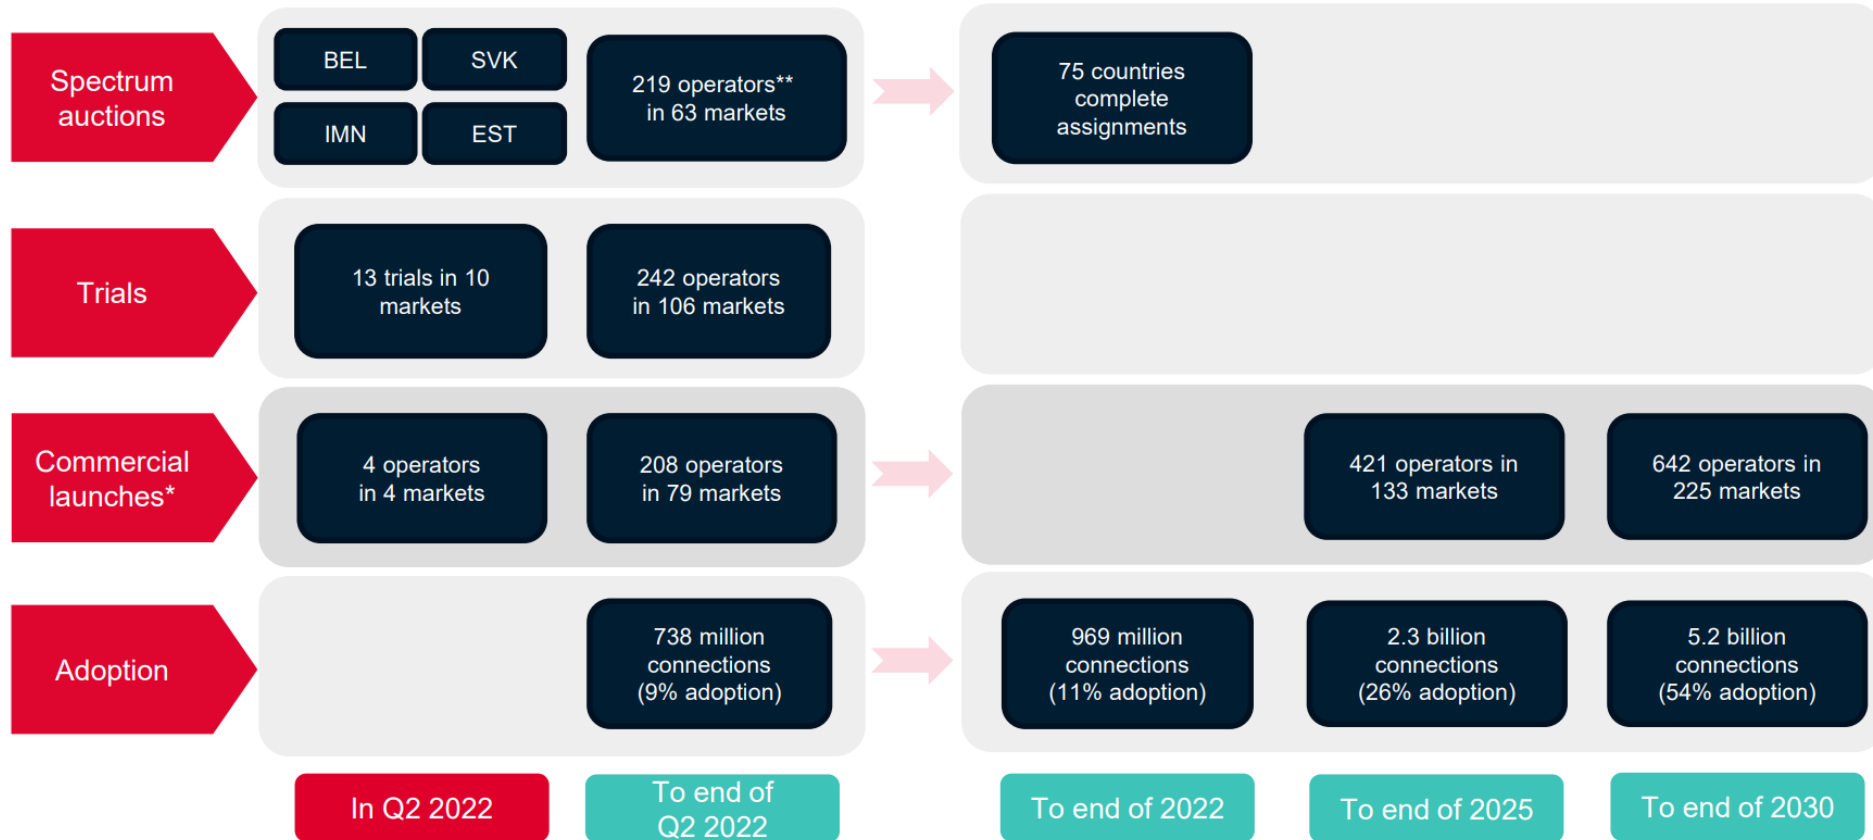 Spectrum
auctions
BEL
SVK
IMN
EST
219 operators**
in 63 markets
75 countries
complete
assignments
Trials
13 trials in 10
markets
242 operators
in 106 markets
Commercial
launches*
4 operators
in 4 markets
208 operators
in 79 markets
421 operators in
133 markets
642 operators in
225 markets
Adoption
738 million
connections
(9% adoption)
969 million
connections
(11% adoption)
2.3 billion
connections
(26% adoption)
5.2 billion
connections
(54% adoption)
In Q2 2022
To end of
Q2 2022
To end of 2022
To end of 2025
To end of 2030